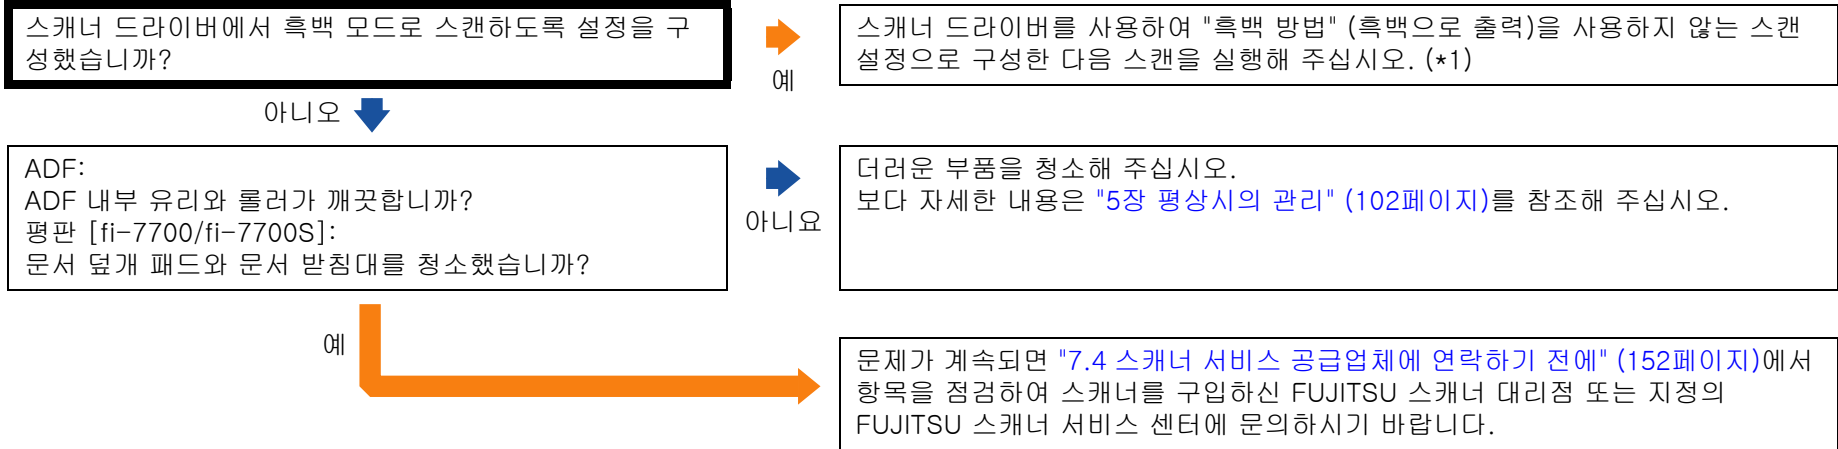 스캐너 드라이버에서 흑백 모드로 스캔하도록 설정을 구
성했습니까?
예
스캐너 드라이버를 사용하여 "흑백 방법" (흑백으로 출력)을 사용하지 않는 스캔
설정으로 구성한 다음 스캔을 실행해 주십시오. (*1)
아니오
ADF:
ADF 내부 유리와 롤러가 깨끗합니까?
평판 [fi-7700/fi-7700S]:
문서 덮개 패드와 문서 받침대를 청소했습니까?
아니요
더러운 부품을 청소해 주십시오.
보다 자세한 내용은 "5장 평상시의 관리" (102페이지)를 참조해 주십시오.
예
문제가 계속되면 "7.4 스캐너 서비스 공급업체에 연락하기 전에" (152페이지)에서
항목을 점검하여 스캐너를 구입하신 FUJITSU 스캐너 대리점 또는 지정의
FUJITSU 스캐너 서비스 센터에 문의하시기 바랍니다.